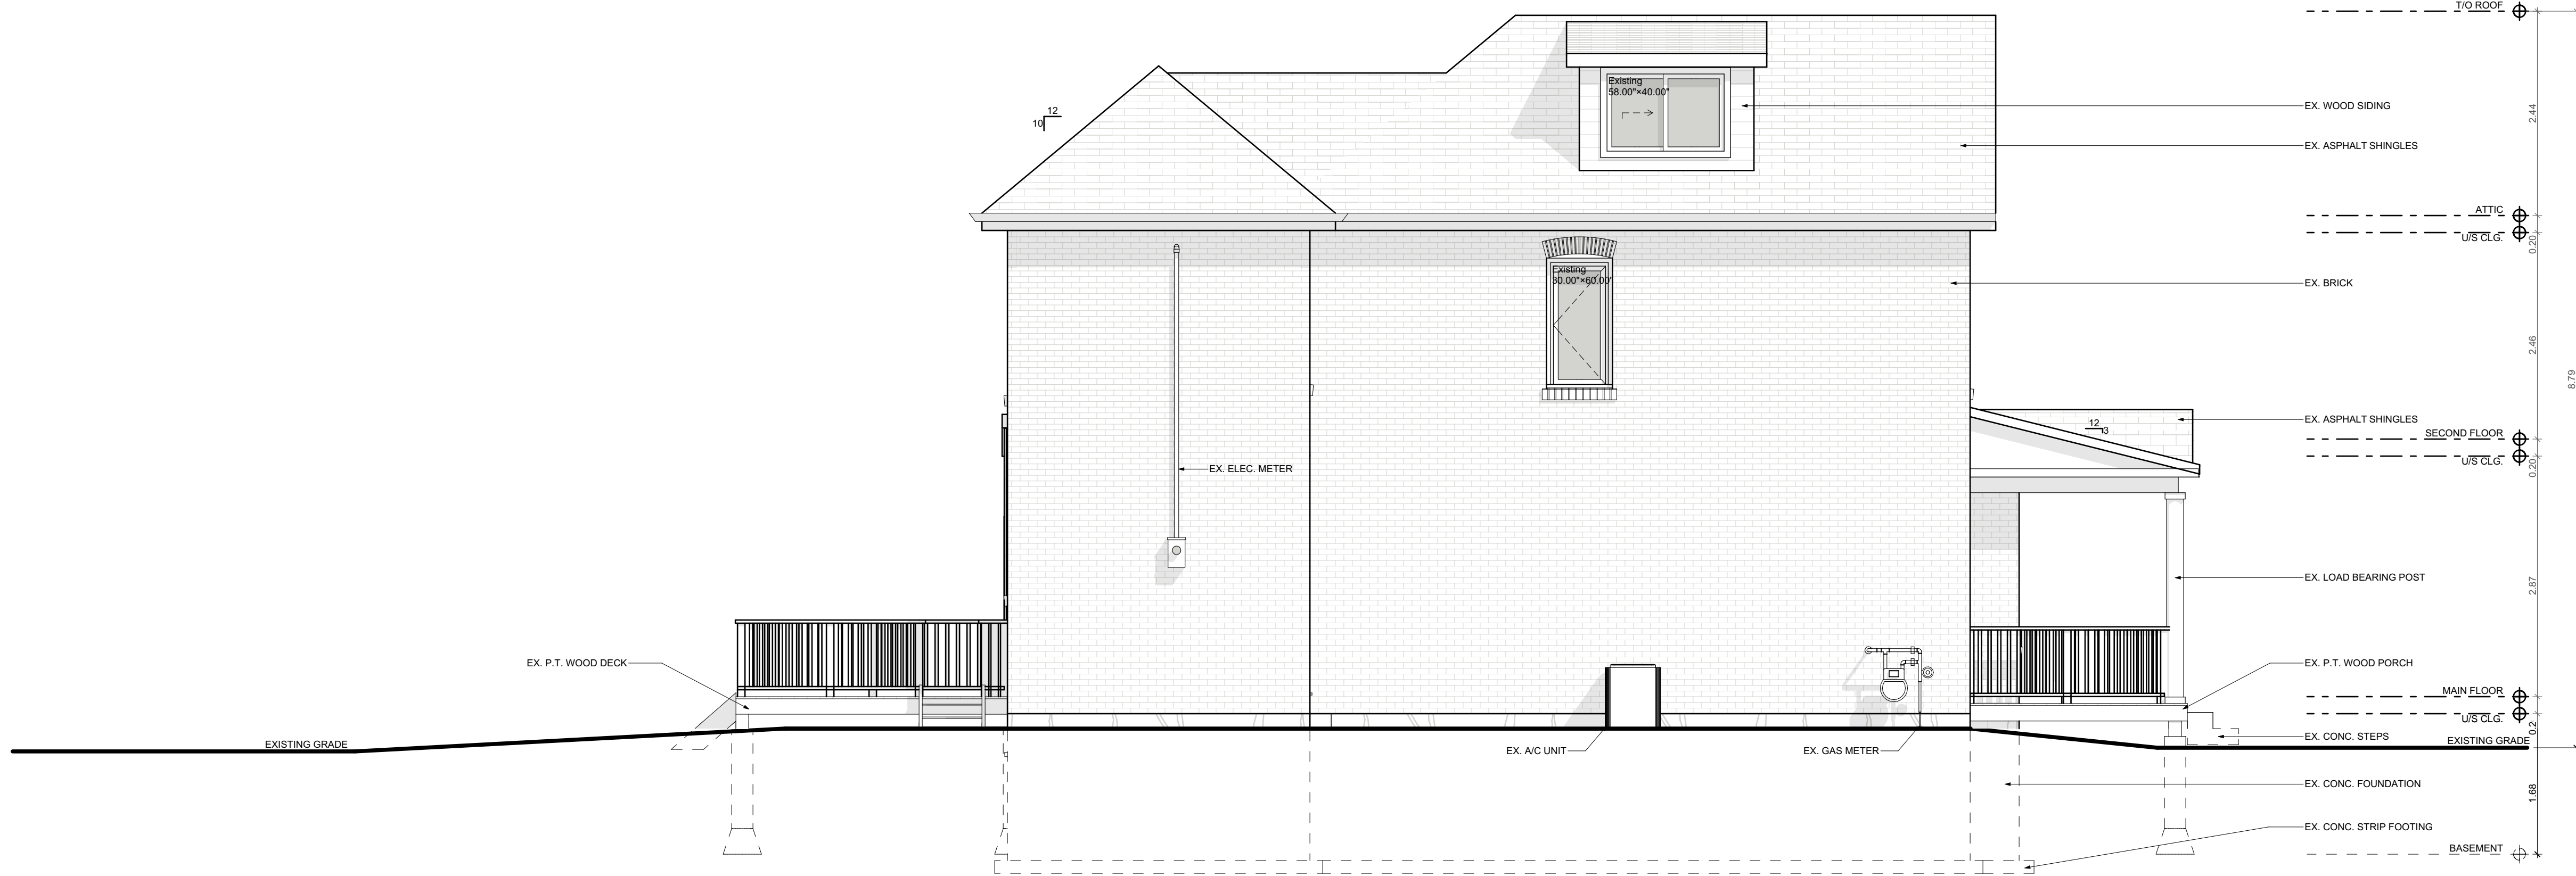 T/O ROOF
Existing
58.00"×40.00"
12
10
EX. WOOD SIDING
2.44
EX. ASPHALT SHINGLES
ATTIC
U/S CLG.
0.20
Existing
30.00"×60.00"
EX. BRICK
2.46
8.79
EX. ASPHALT SHINGLES
12
3
SECOND FLOOR
U/S CLG.
0.20
EX. ELEC. METER
EX. LOAD BEARING POST
2.87
EX. P.T. WOOD DECK
EX. P.T. WOOD PORCH
MAIN FLOOR
U/S CLG.
0.2
EX. CONC. STEPS
EXISTING GRADE
EXISTING GRADE
EX. A/C UNIT
EX. GAS METER
EX. CONC. FOUNDATION
1.68
EX. CONC. STRIP FOOTING
BASEMENT